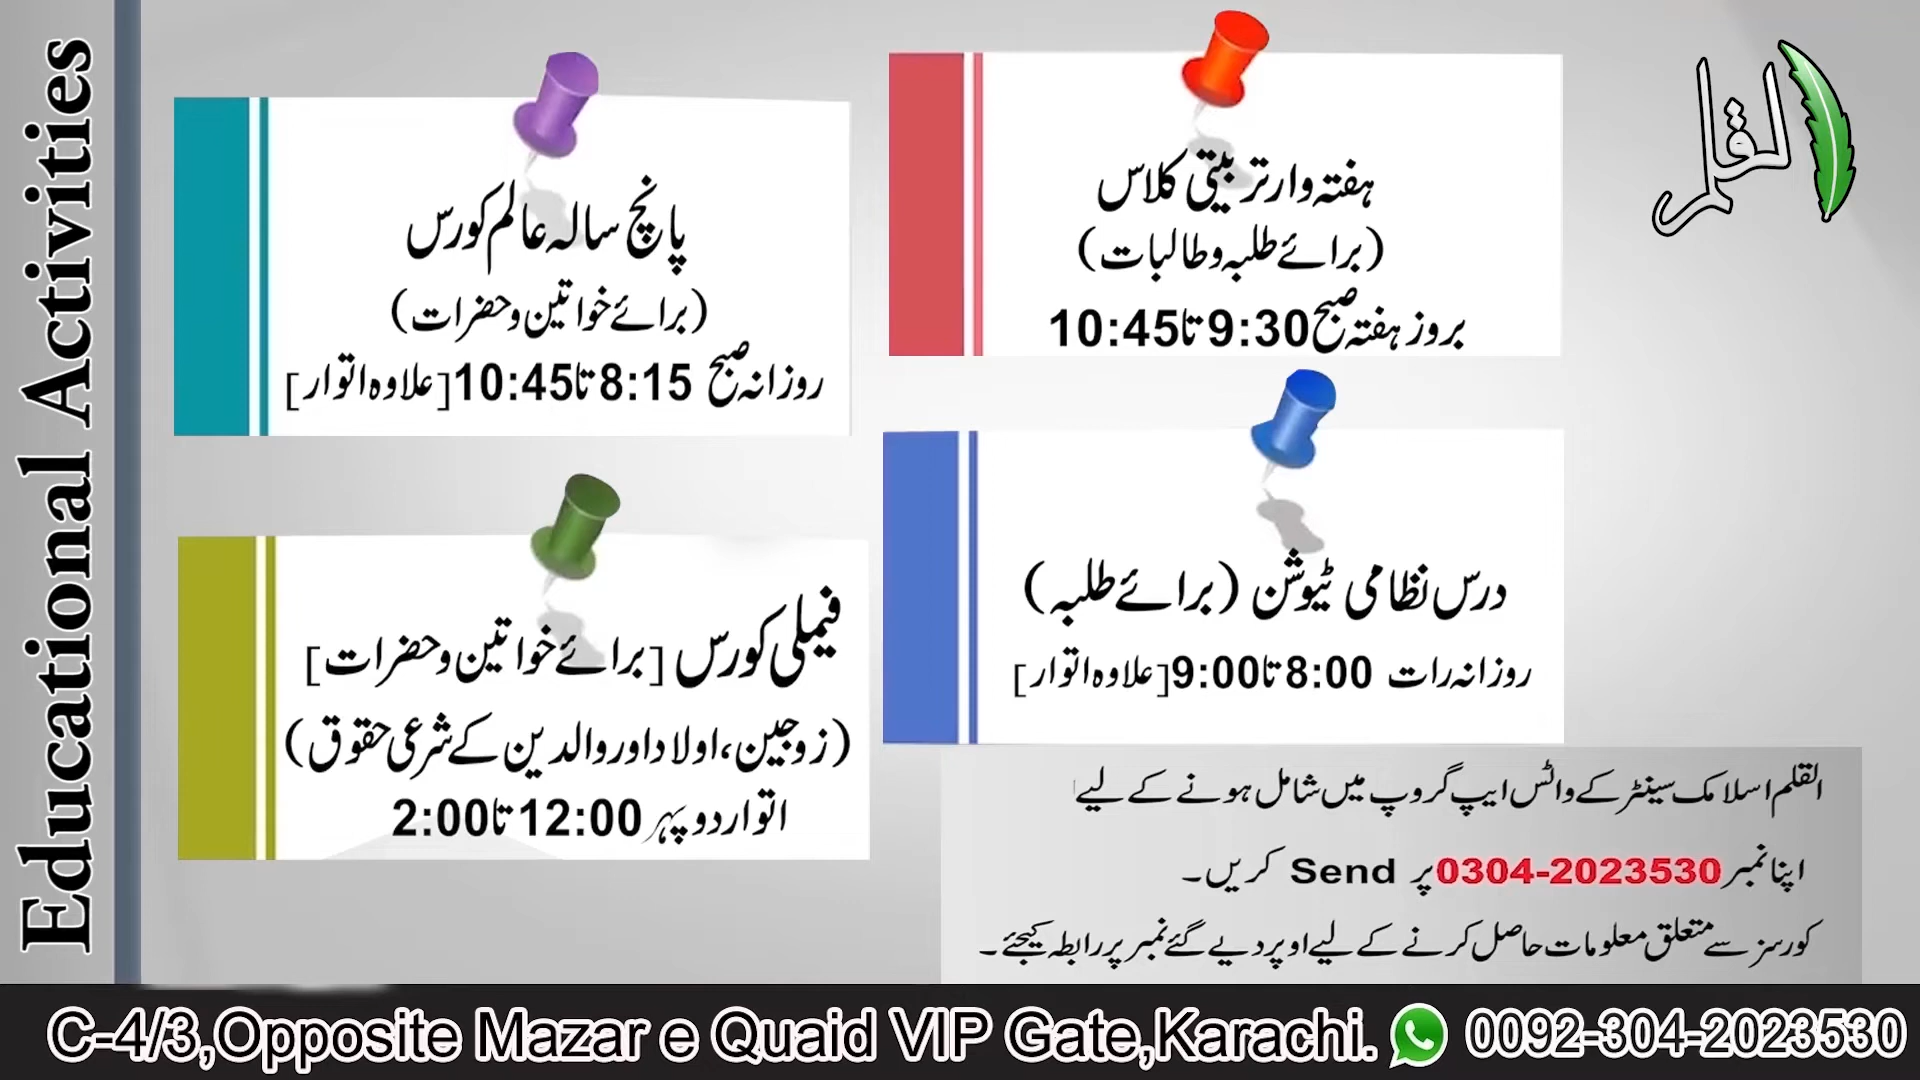 Educational Activities
القلم
پانچ سالہ عالم کورس
(برائے خواتین و حضرات)
روزانہ صبح 8:15 تا 10:45 [علاوہ اتوار]
ہفتہ وار تربیتی کلاس
(برائے طلبہ و طالبات)
بروز ہفتہ صبح 9:30 تا 10:45
فیملی کورس [برائے خواتین و حضرات]
(زوجین، اولاد اور والدین کے شرعی حقوق)
اتوار دوپہر 12:00 تا 2:00
درس نظامی ٹیوشن (برائے طلبہ)
روزانہ رات 8:00 تا 9:00 [علاوہ اتوار]
القلم اسلامک سینٹر کے واٹس ایپ گروپ میں شامل ہونے کے لیے
اپنا نمبر 0304-2023530 پر Send کریں۔
کورسز سے متعلق معلومات حاصل کرنے کے لیے اوپر دیے گئے نمبر پر رابطہ کیجئے۔
C-4/3,Opposite Mazar e Quaid VIP Gate,Karachi. 0092-304-2023530